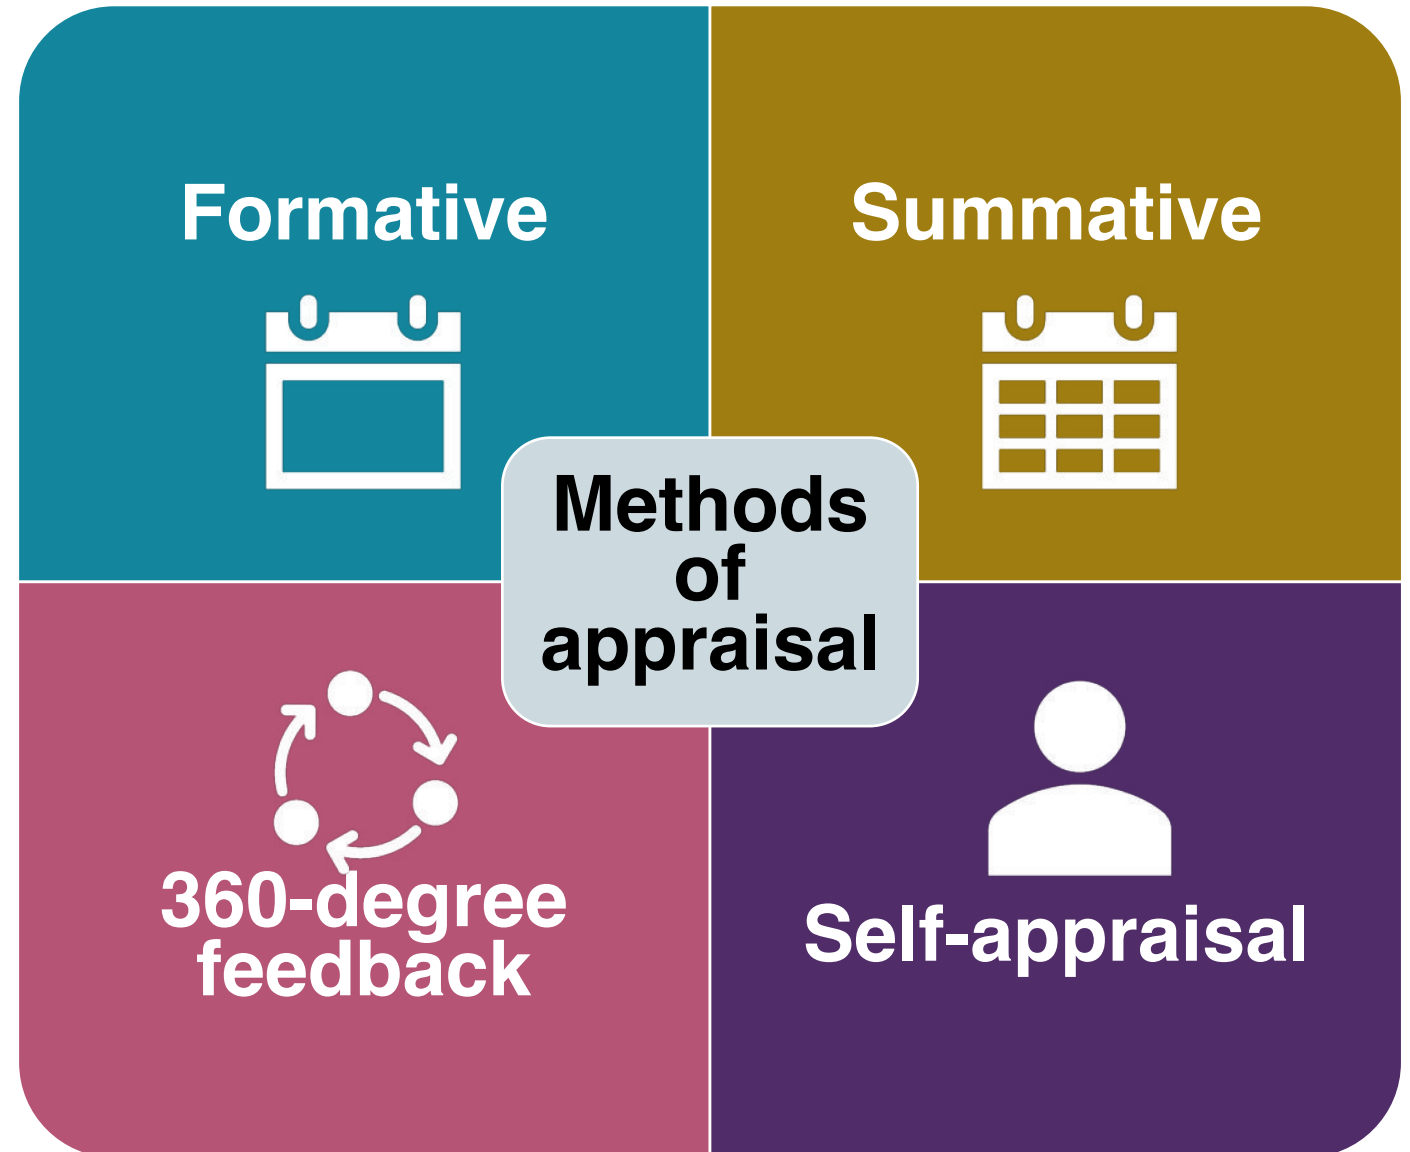 Formative
Summative
Methods
of
appraisal
360-degree
feedback
Self-appraisal